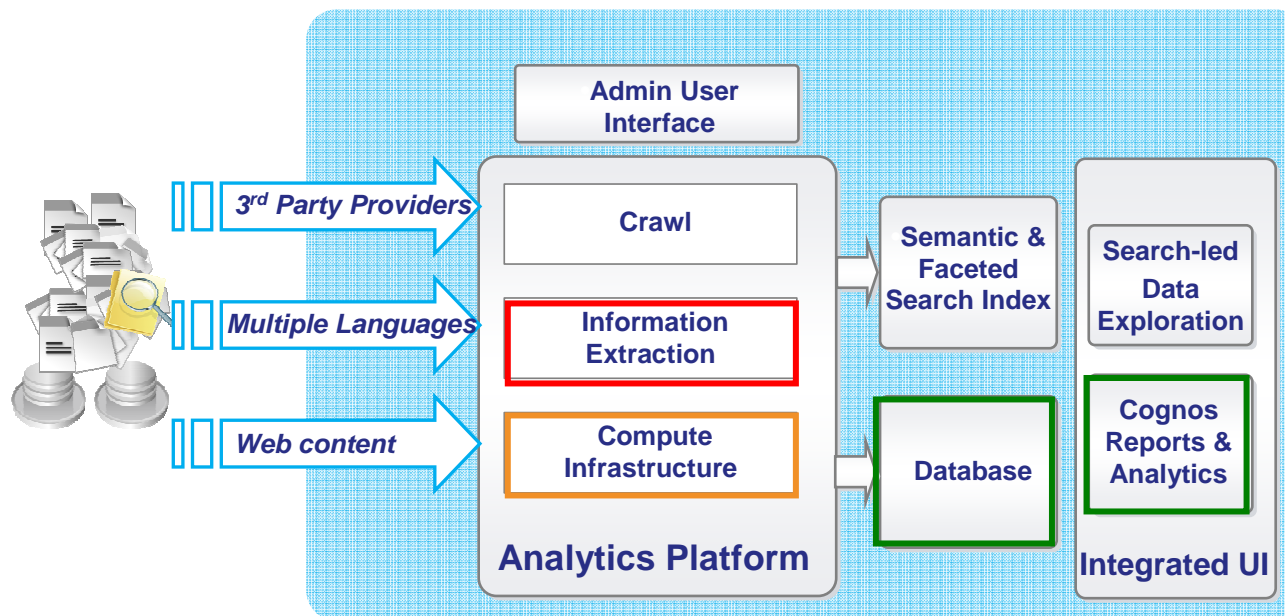 Admin User
Interface
3rd Party Providers
Multiple Languages
Web content
Crawl
Information
Extraction
Compute
Infrastructure
Analytics Platform
Semantic &
Faceted
Search Index
Database
Search-led
Data
Exploration
Cognos
Reports &
Analytics
Integrated UI